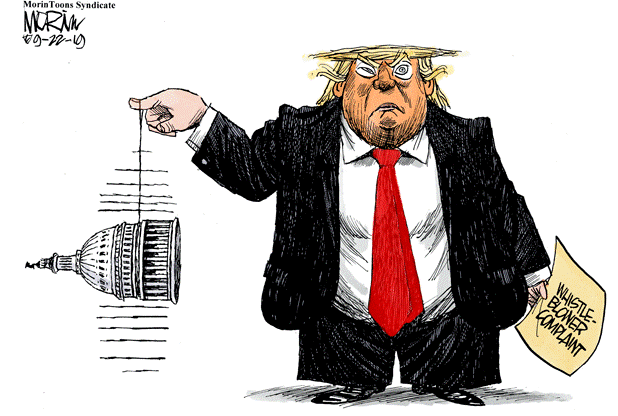 MorinToons Syndicate
MORIN
9-22-19
WHISTLE-
BLOWER
COMPLAINT